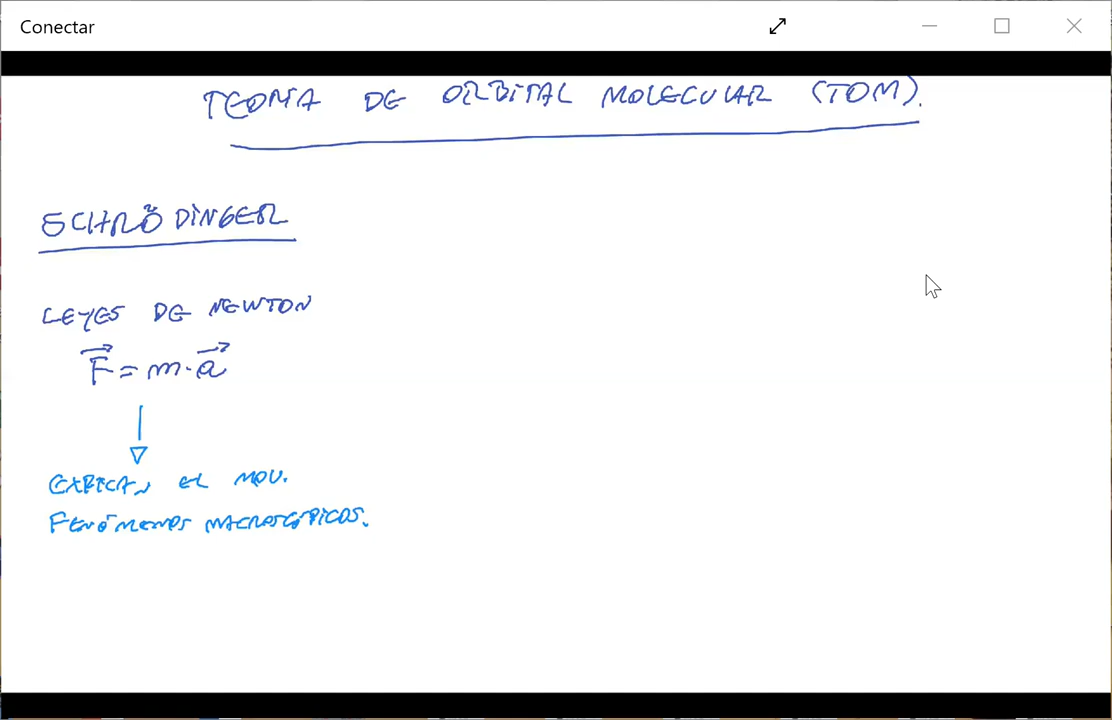 Conectar
TEORIA DE ORBITAL MOLECULAR (TOM).
SCHRÖDINGER
LEYES DE NEWTON
F = m · a
EXPLICAN EL MOV.
FENÓMENOS MACROSCÓPICOS.